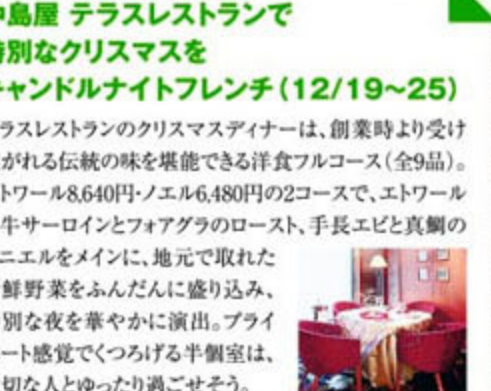 中島屋 テラスレストランで
特別なクリスマスを
キャンドルナイトフレンチ(12/19~25)
ラスレストランのクリスマスディナーは、創業時より受け
がれる伝統の味を堪能できる洋食フルコース(全9品)。
トワール8,640円・ノエル6,480円の2コースで、エトワール
牛サーロインとフォアグラのロースト、手長エビと真鯛の
ニエルをメインに、地元で取れた
鮮野菜をふんだんに盛り込み、
別な夜を華やかに演出。プライ
ート感覚でくつろげる半個室は、
切な人とゆったり過ごせそう。